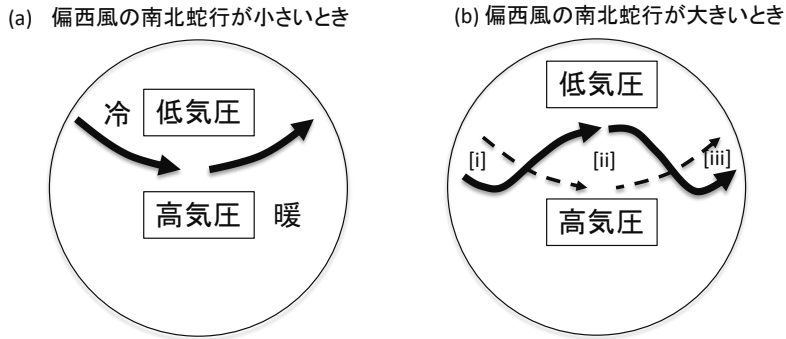 (a) 偏西風の南北蛇行が小さいとき
冷 低気圧
高気圧 暖
(b) 偏西風の南北蛇行が大きいとき
低気圧
[i] [ii] [iii]
高気圧